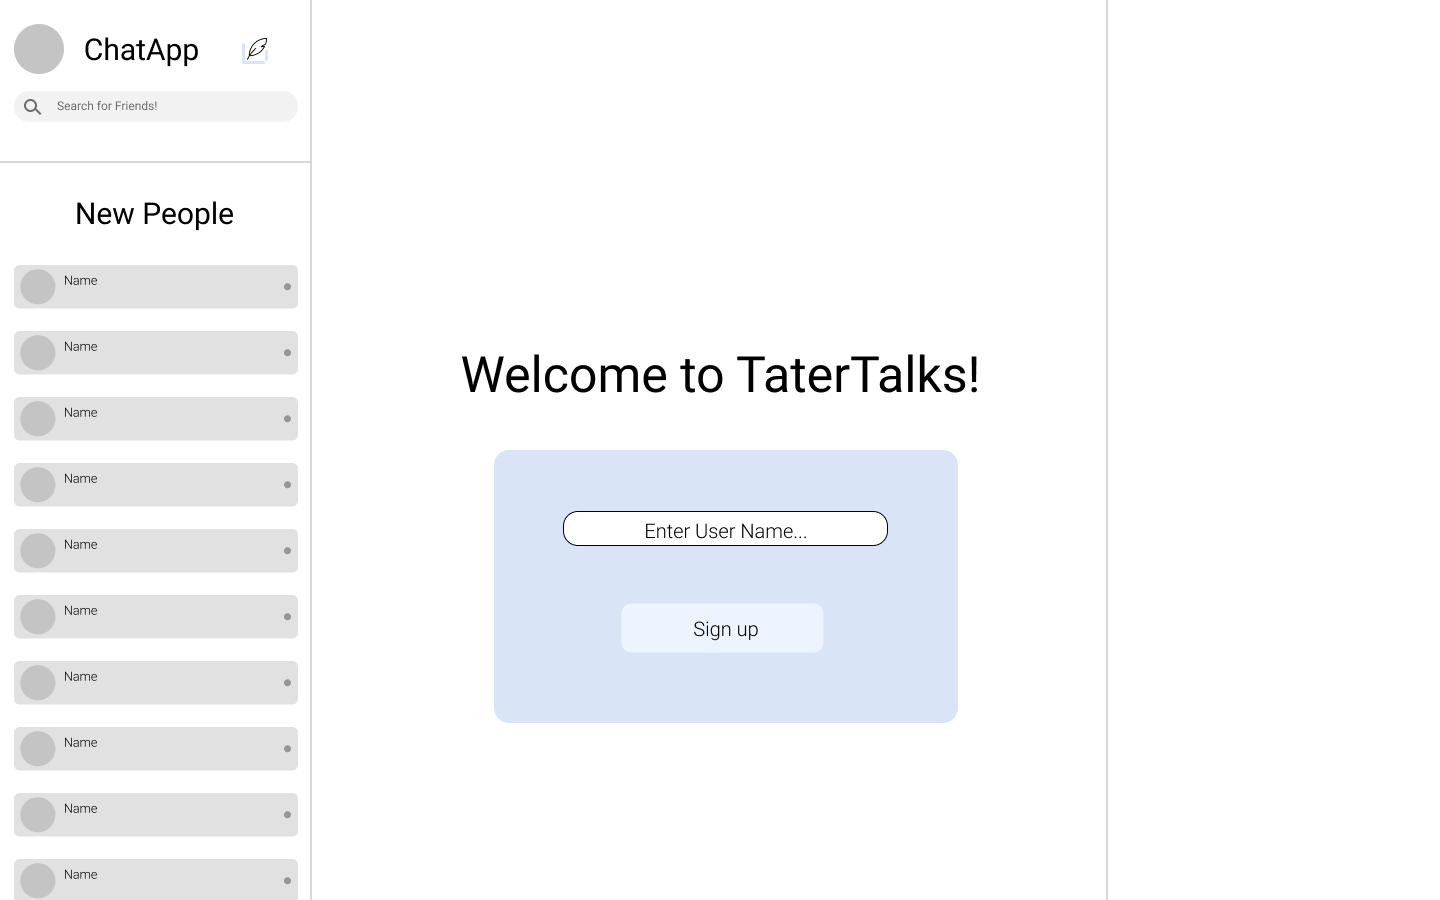 ChatApp
Search for Friends!
New People
Name
Name
Name
Name
Name
Name
Name
Name
Name
Name
Welcome to TaterTalks!
Enter User Name...
Sign up